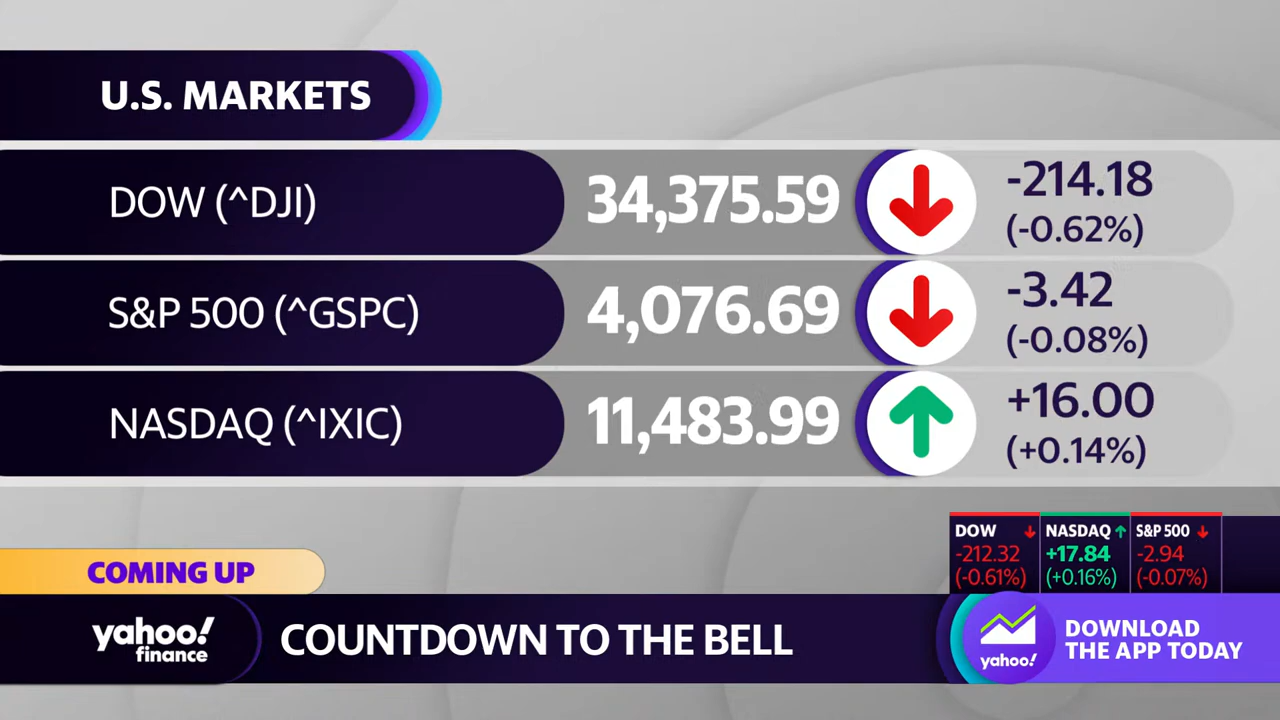 U.S. MARKETS
DOW (^DJI) 34,375.59 -214.18
(-0.62%)
S&P 500 (^GSPC) 4,076.69 -3.42
(-0.08%)
NASDAQ (^IXIC) 11,483.99 +16.00
(+0.14%)
DOW NASDAQ S&P 500
-212.32 +17.84 -2.94
(-0.61%) (+0.16%) (-0.07%)
COMING UP
yahoo!
finance
COUNTDOWN TO THE BELL
yahoo!
DOWNLOAD
THE APP TODAY